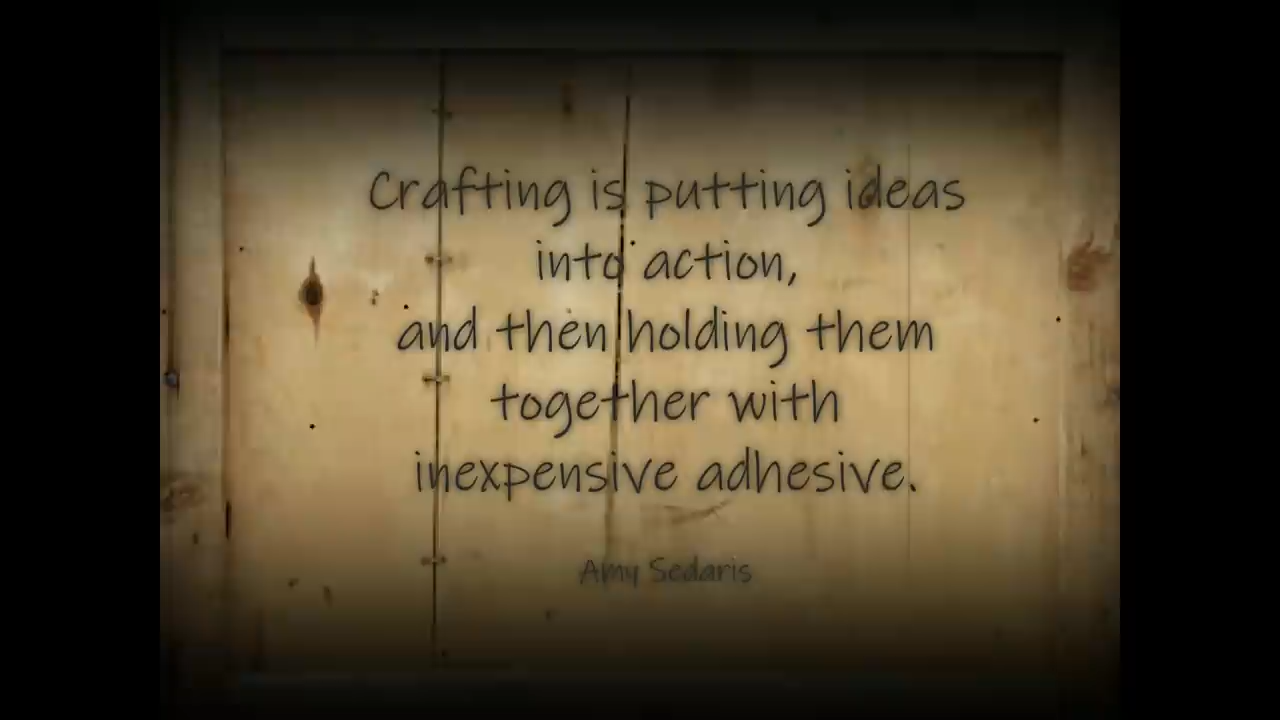 Crafting is putting ideas
into action,
and then holding them
together with
inexpensive adhesive.
Amy Sedaris